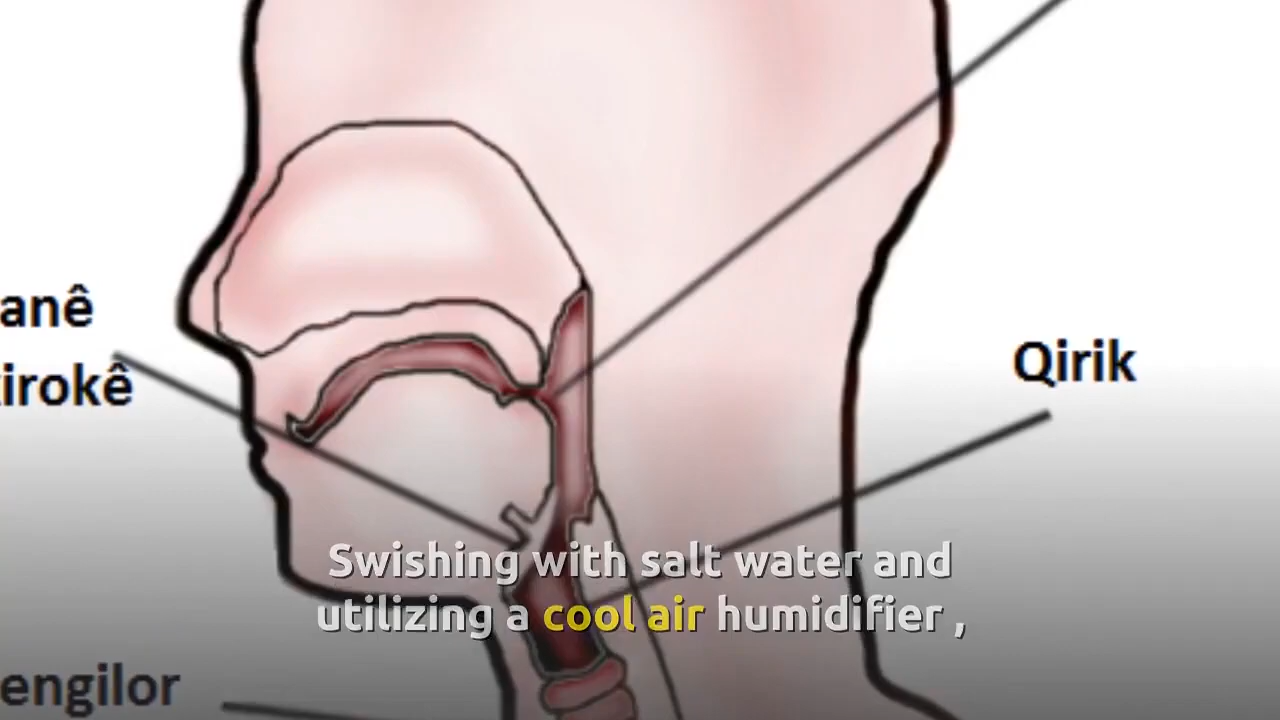 anê
irokê
Qirik
Swishing with salt water and
utilizing a cool air humidifier ,
engilor